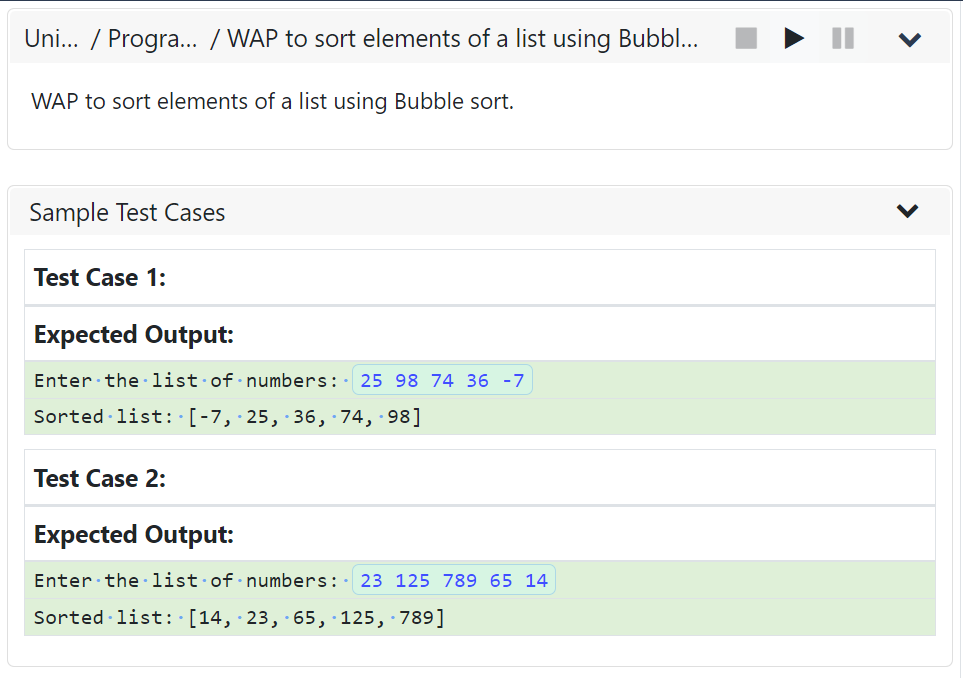 Uni... / Progra... / WAP to sort elements of a list using Bubbl...
WAP to sort elements of a list using Bubble sort.
Sample Test Cases
Test Case 1:
Expected Output:
Enter·the·list·of·numbers:·25 98 74 36 -7
Sorted·list:·[-7,·25,·36,·74,·98]
Test Case 2:
Expected Output:
Enter·the·list·of·numbers:·23 125 789 65 14
Sorted·list:·[14,·23,·65,·125,·789]